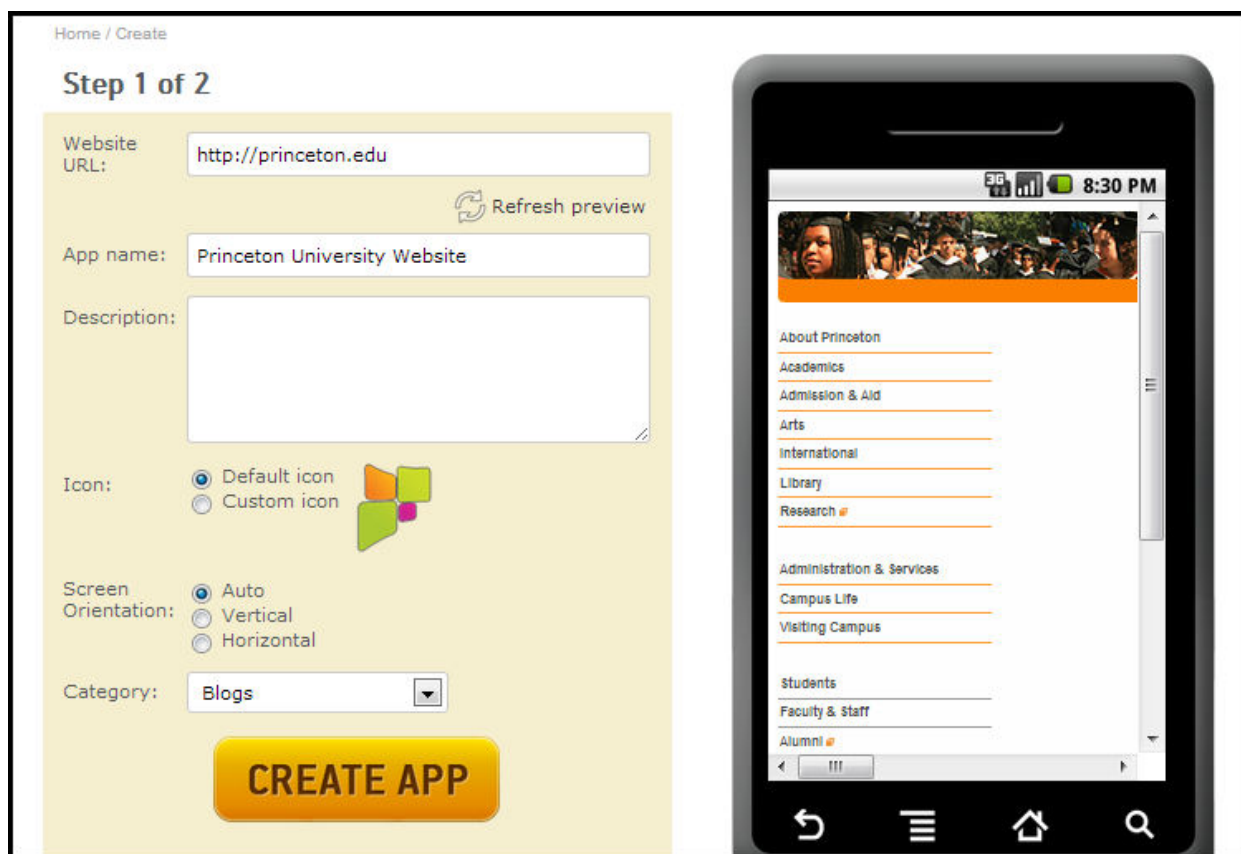 Home / Create
Step 1 of 2
Website
URL:
http://princeton.edu
Refresh preview
App name:
Princeton University Website
Description:
Icon:
Default icon
Custom icon
Screen
Orientation:
Auto
Vertical
Horizontal
Category:
Blogs
CREATE APP
3G
8:30 PM
About Princeton
Academics
Admission & Aid
Arts
International
Library
Research
Administration & Services
Campus Life
Visiting Campus
Students
Faculty & Staff
Alumni